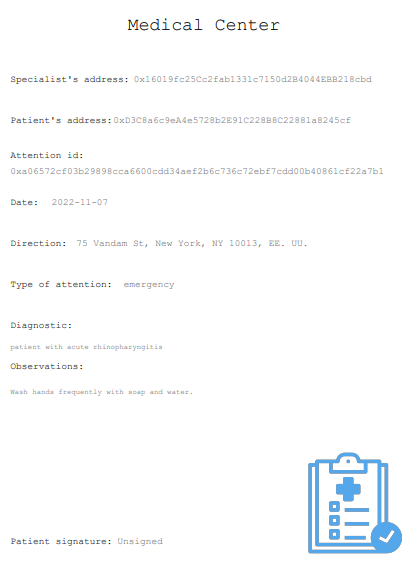 Medical Center
Specialist's address: 0x16019fc25Cc2fab1331c7150d2B4044EBB218cbd
Patient's address: 0xD3C8a6c9eA4e5728b2E91C228B8C22881a8245cf
Attention id:
0xa06572cf03b29898cca6600cdd34aef2b6c736c72ebf7cdd00b40861cf22a7b1
Date: 2022-11-07
Direction: 75 Vandam St, New York, NY 10013, EE. UU.
Type of attention: emergency
Diagnostic:
patient with acute rhinopharyngitis
Observations:
Wash hands frequently with soap and water.
Patient signature: Unsigned